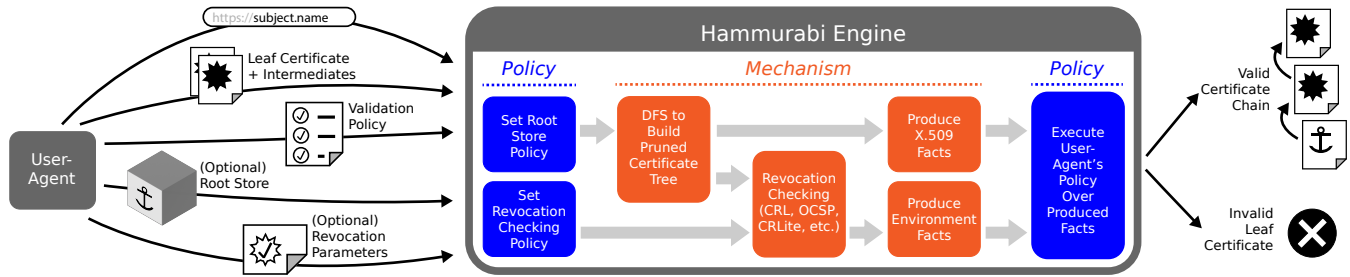 User-
Agent
https://subject.name
Leaf Certificate
+ Intermediates
Validation
Policy
(Optional)
Root Store
(Optional)
Revocation
Parameters
Hammurabi Engine
Policy
Mechanism
Policy
Set Root
Store
Policy
Set
Revocation
Checking
Policy
DFS to
Build
Pruned
Certificate
Tree
Revocation
Checking
(CRL, OCSP,
CRLite, etc.)
Produce
X.509
Facts
Produce
Environment
Facts
Execute
User-
Agent's
Policy
Over
Produced
Facts
Valid
Certificate
Chain
Invalid
Leaf
Certificate